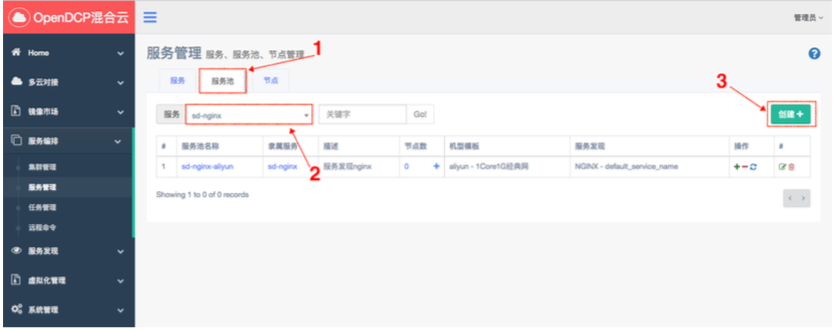 OpenDCP混合云
管理员
Home
多云对接
镜像市场
服务编排
集群管理
服务管理
任务管理
远程命令
服务发现
虚拟化管理
系统管理
服务管理 服务、服务池、节点管理
1
服务 服务池 节点
3
服务 sd-nginx 关键字 Go! 创建 +
2
# 服务池名称 隶属服务 描述 节点数 机型模板 服务发现 操作 #
1 sd-nginx-aliyun sd-nginx 服务发现nginx 0 + aliyun - 1Core1G经典网 NGINX - default_service_name
Showing 1 to 0 of 0 records